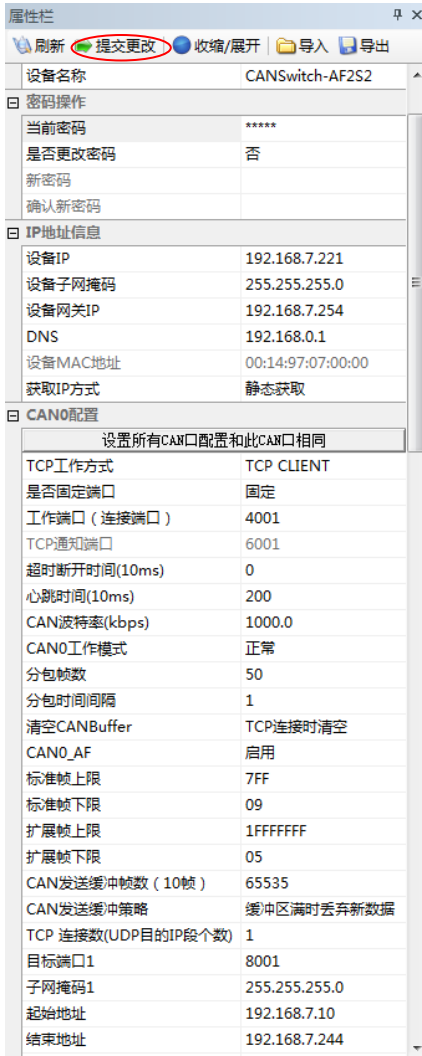 属性栏
刷新 提交更改 收缩/展开 导入 导出
设备名称 CANSwitch-AF2S2
密码操作
当前密码 *****
是否更改密码 否
新密码
确认新密码
IP地址信息
设备IP 192.168.7.221
设备子网掩码 255.255.255.0
设备网关IP 192.168.7.254
DNS 192.168.0.1
设备MAC地址 00:14:97:07:00:00
获取IP方式 静态获取
CAN0配置
设置所有CAN口配置和此CAN口相同
TCP工作方式 TCP CLIENT
是否固定端口 固定
工作端口（连接端口） 4001
TCP通知端口 6001
超时断开时间(10ms) 0
心跳时间(10ms) 200
CAN波特率(kbps) 1000.0
CAN0工作模式 正常
分包帧数 50
分包时间间隔 1
清空CANBuffer TCP连接时清空
CAN0_AF 启用
标准帧上限 7FF
标准帧下限 09
扩展帧上限 1FFFFFFF
扩展帧下限 05
CAN发送缓冲帧数（10帧） 65535
CAN发送缓冲策略 缓冲区满时丢弃新数据
TCP 连接数(UDP目的IP段个数) 1
目标端口1 8001
子网掩码1 255.255.255.0
起始地址 192.168.7.10
结束地址 192.168.7.244